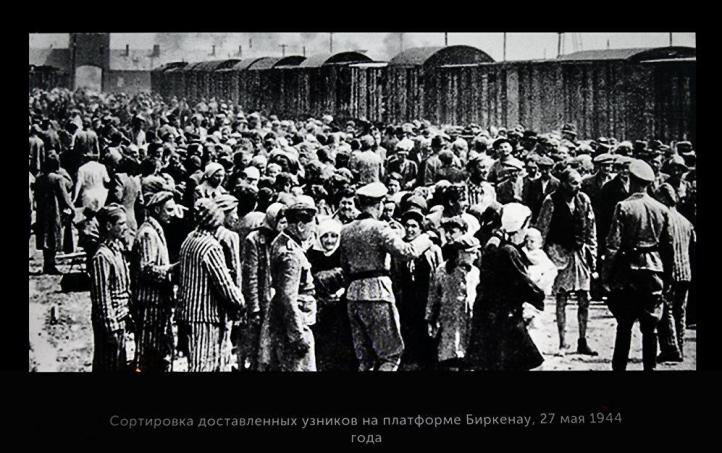 Сортировка доставленных узников на платформе Биркенау, 27 мая 1944
года